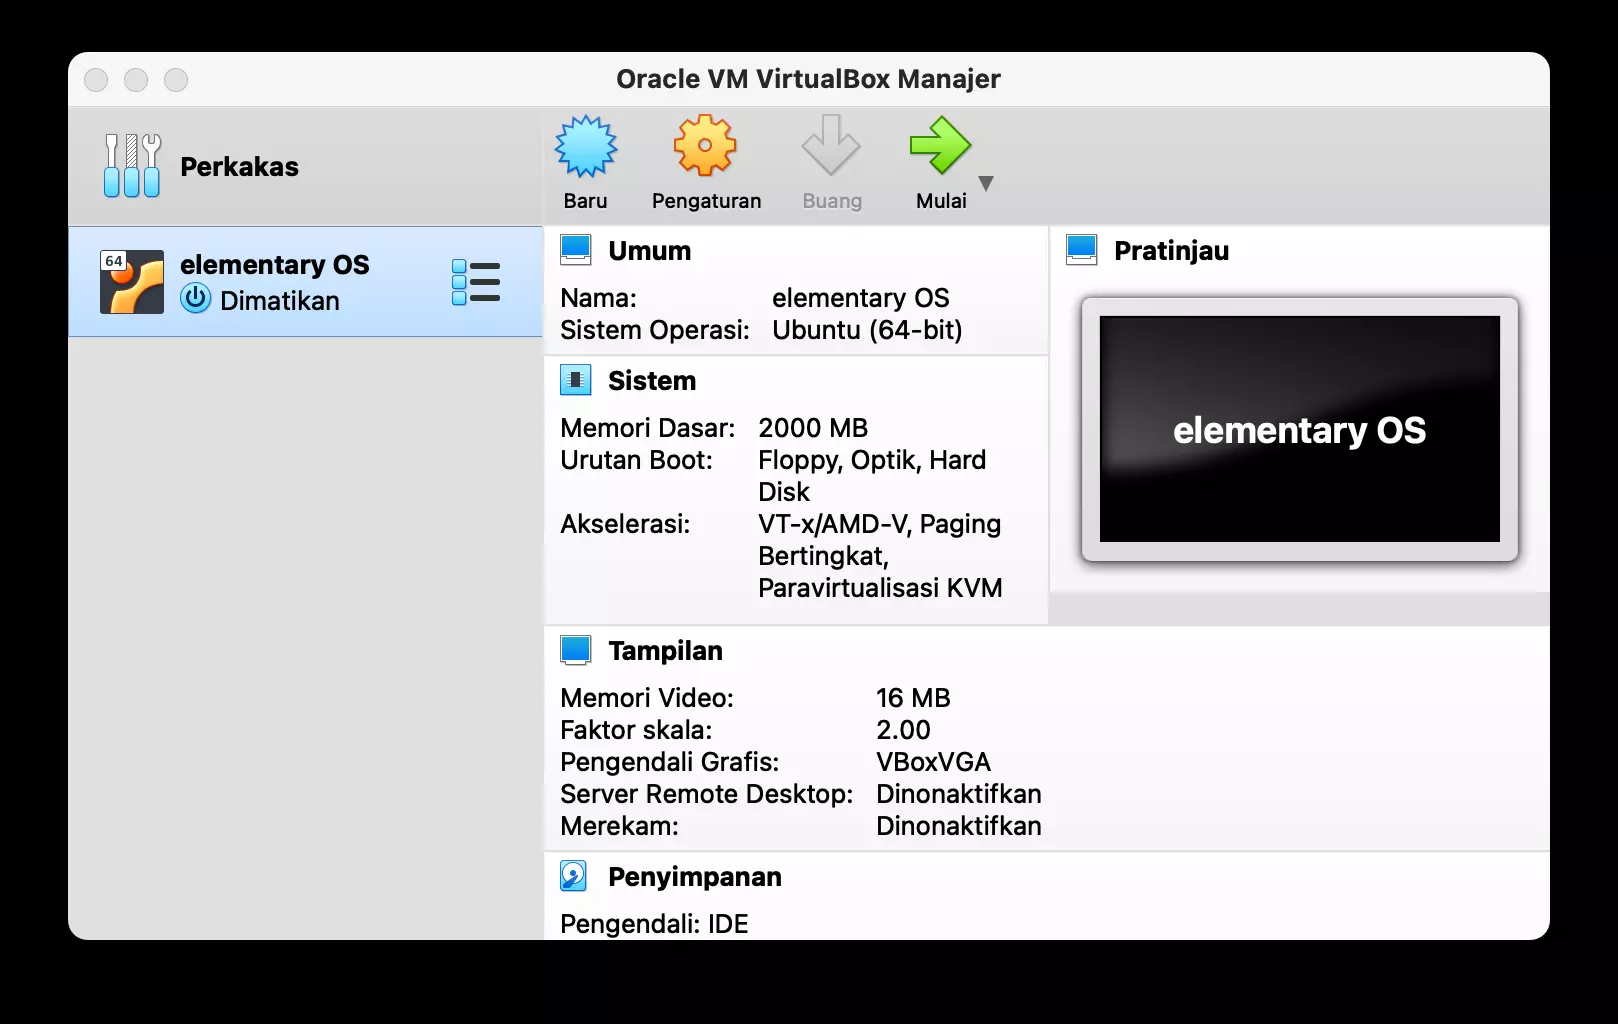 Oracle VM VirtualBox Manajer
Perkakas
Baru
Pengaturan
Buang
Mulai
64
elementary OS
Dimatikan
Umum
Nama: elementary OS
Sistem Operasi: Ubuntu (64-bit)
Pratinjau
elementary OS
Sistem
Memori Dasar: 2000 MB
Urutan Boot: Floppy, Optik, Hard
Disk
Akselerasi: VT-x/AMD-V, Paging
Bertingkat,
Paravirtualisasi KVM
Tampilan
Memori Video: 16 MB
Faktor skala: 2.00
Pengendali Grafis: VBoxVGA
Server Remote Desktop: Dinonaktifkan
Merekam: Dinonaktifkan
Penyimpanan
Pengendali: IDE